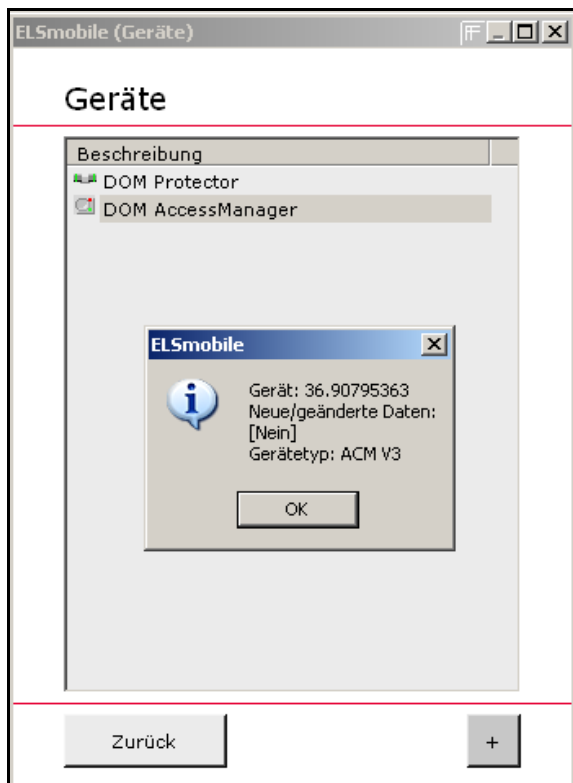 ELSmobile (Geräte)
Geräte
Beschreibung
DOM Protector
DOM AccessManager
ELSmobile
Gerät: 36.90795363
Neue/geänderte Daten:
[Nein]
Gerätetyp: ACM V3
OK
Zurück
+